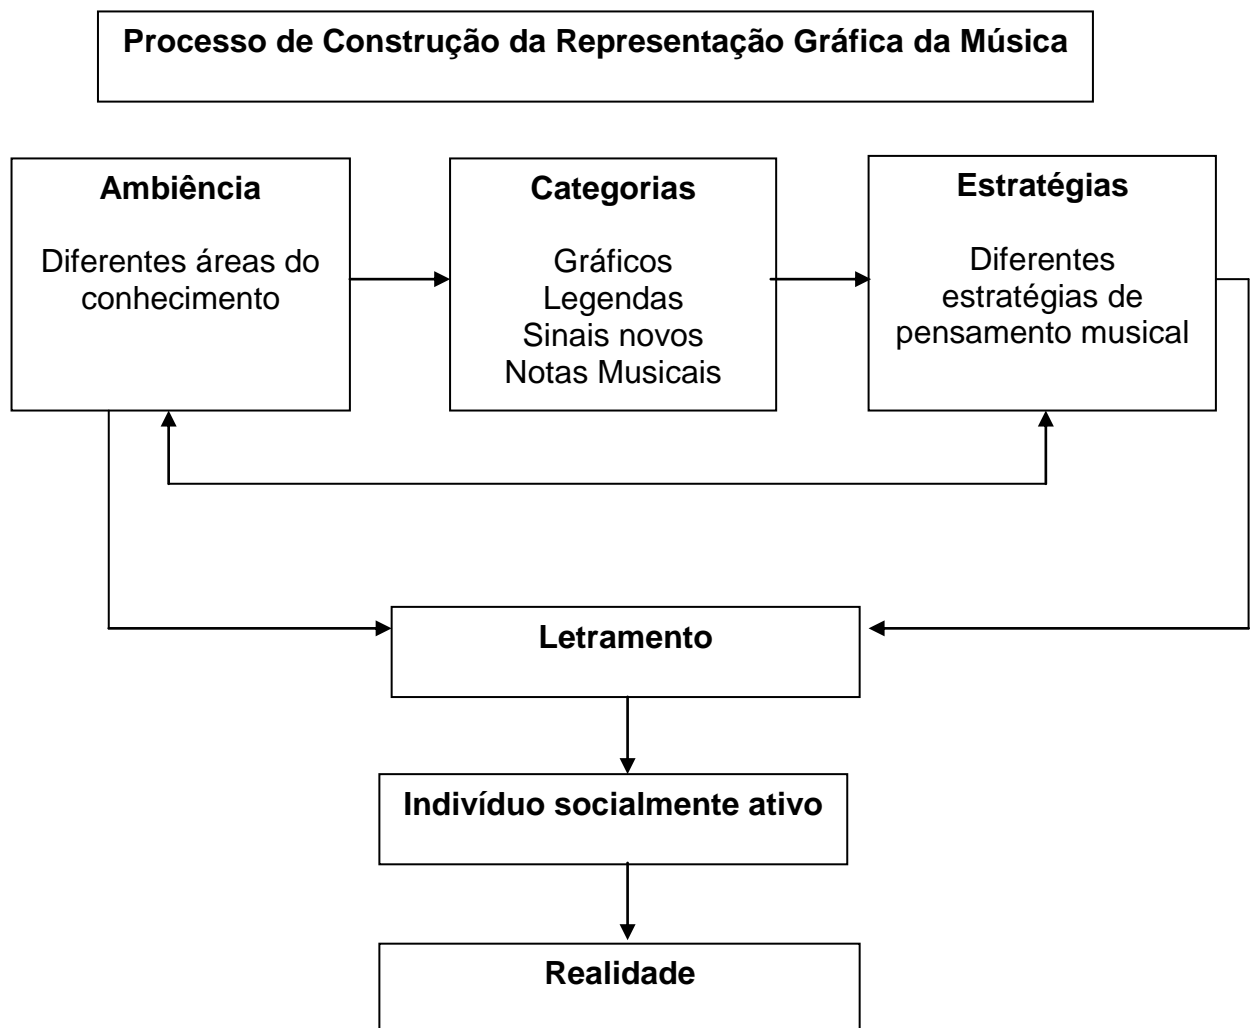 Processo de Construção da Representação Gráfica da Música
Ambiência
Diferentes áreas do
conhecimento
Categorias
Gráficos
Legendas
Sinais novos
Notas Musicais
Estratégias
Diferentes
estratégias de
pensamento musical
Letramento
Indivíduo socialmente ativo
Realidade